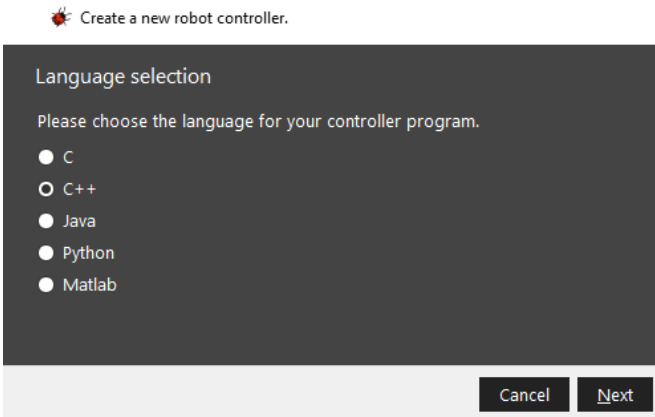 Create a new robot controller.
Language selection
Please choose the language for your controller program.
C
C++
Java
Python
Matlab
Cancel Next